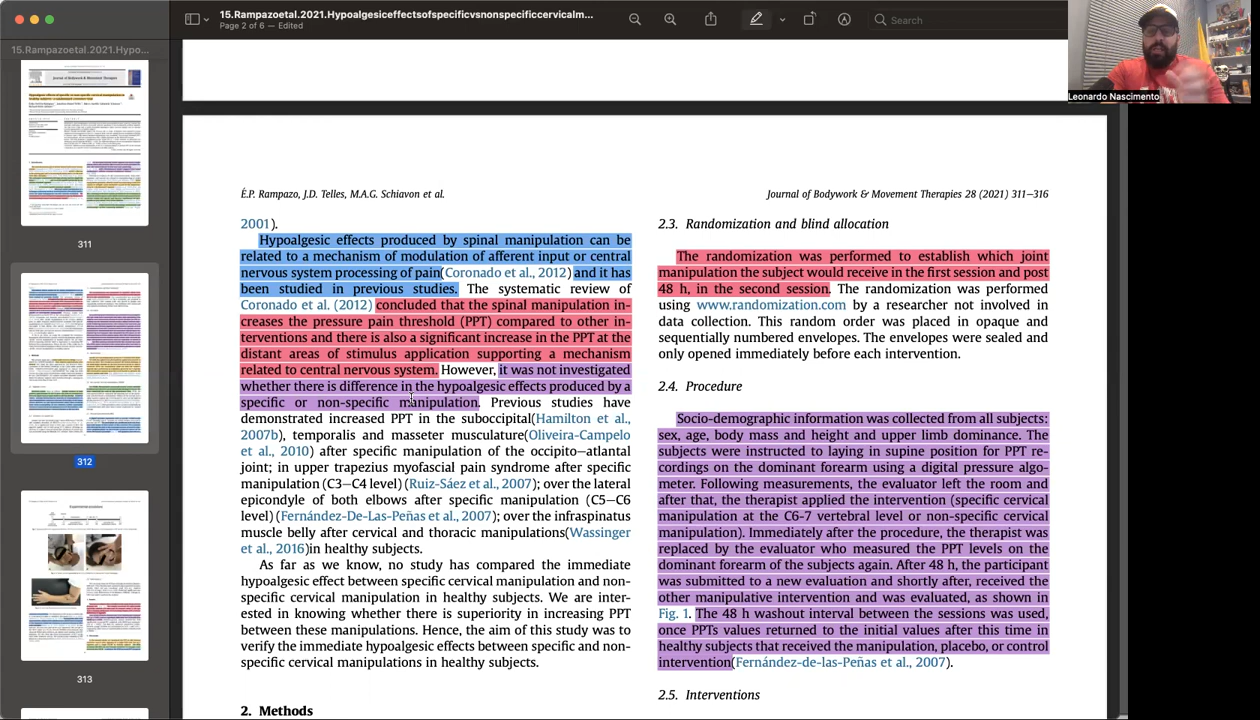 15.Rampazoetal.2021.Hypoalgesiceffectsofspecificvsnonspecificcervicalm...
Page 2 of 6 – Edited
Search
Leonardo Nascimento
15.Rampazoetal.2021.Hypo...
311
312
313
É.P. Rampazo, J.D. Telles, M.A.G. Schiavon et al.
Journal of Bodywork & Movement Therapies 28 (2021) 311–316
2001).
Hypoalgesic effects produced by spinal manipulation can be
related to a mechanism of modulation of afferent input or central
nervous system processing of pain(Coronado et al., 2012) and it has
been studied in previous studies. The systematic review of
Coronado et al. (2012) concluded that the spinal manipulation in-
creases the pressure pain threshold (PPT) compared to other in-
terventions and there is also a significant increase in the PPT at the
distant areas of stimulus application supporting a mechanism
related to central nervous system. However, it was not investigated
whether there is difference in the hypoalgesic effects produced by a
specific or non-specific manipulation. Previous studies have
demonstrated increased PPT in the suboccipital(Hamilton et al.,
2007b), temporalis and masseter musculature(Oliveira-Campelo
et al., 2010) after specific manipulation of the occipito–atlantal
joint; in upper trapezius myofascial pain syndrome after specific
manipulation (C3–C4 level) (Ruiz-Sáez et al., 2007); over the lateral
epicondyle of both elbows after specific manipulation (C5–C6
level) (Fernández-De-Las-Peñas et al., 2007); over the infraspinatus
muscle belly after cervical and thoracic manipulations(Wassinger
et al., 2016)in healthy subjects.
As far as we know, no study has compared the immediate
hypoalgesic effect between specific cervical manipulation and non-
specific cervical manipulation in healthy subjects. We are inter-
ested in knowing whether there is superiority in increasing PPT
between these manipulations. Hence, the aim of this study was to
verify the immediate hypoalgesic effects between specific and non-
specific cervical manipulations in healthy subjects.
2. Methods
2.3. Randomization and blind allocation
The randomization was performed to establish which joint
manipulation the subject would receive in the first session and post
48 h, in the second session. The randomization was performed
using www.randomization.com by a researcher not involved in
data collection. This random order was placed in opaque and
sequentially numbered envelopes. The envelopes were sealed and
only opened immediately before each intervention.
2.4. Procedure
Socio-demographic information was collected from all subjects:
sex, age, body mass and height and upper limb dominance. The
subjects were instructed to laying in supine position for PPT re-
cordings on the dominant forearm using a digital pressure algo-
meter. Following measurements, the evaluator left the room and
after that, the therapist applied the intervention (specific cervical
manipulation at the C6-7 vertebral level or non-specific cervical
manipulation). Immediately after the procedure, the therapist was
replaced by the evaluator who measured the PPT levels on the
dominant forearm of the subjects again. After 48 h, the participant
was submitted to a new evaluation and shortly after, received the
other manipulative intervention and was evaluated, as shown in
Fig. 1. The 48 h washout interval between the sessions was used,
once PPTs values returned to the initial values after this time in
healthy subjects that received the manipulation, placebo, or control
intervention(Fernández-de-las-Peñas et al., 2007).
2.5. Interventions